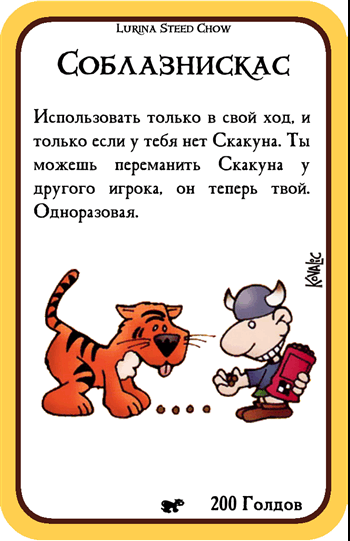 Lurina Steed Chow
Соблазнискас
Использовать только в свой ход, и
только если у тебя нет Скакуна. Ты
можешь переманить Скакуна у
другого игрока, он теперь твой.
Одноразовая.
Kovalic
200 Голдов